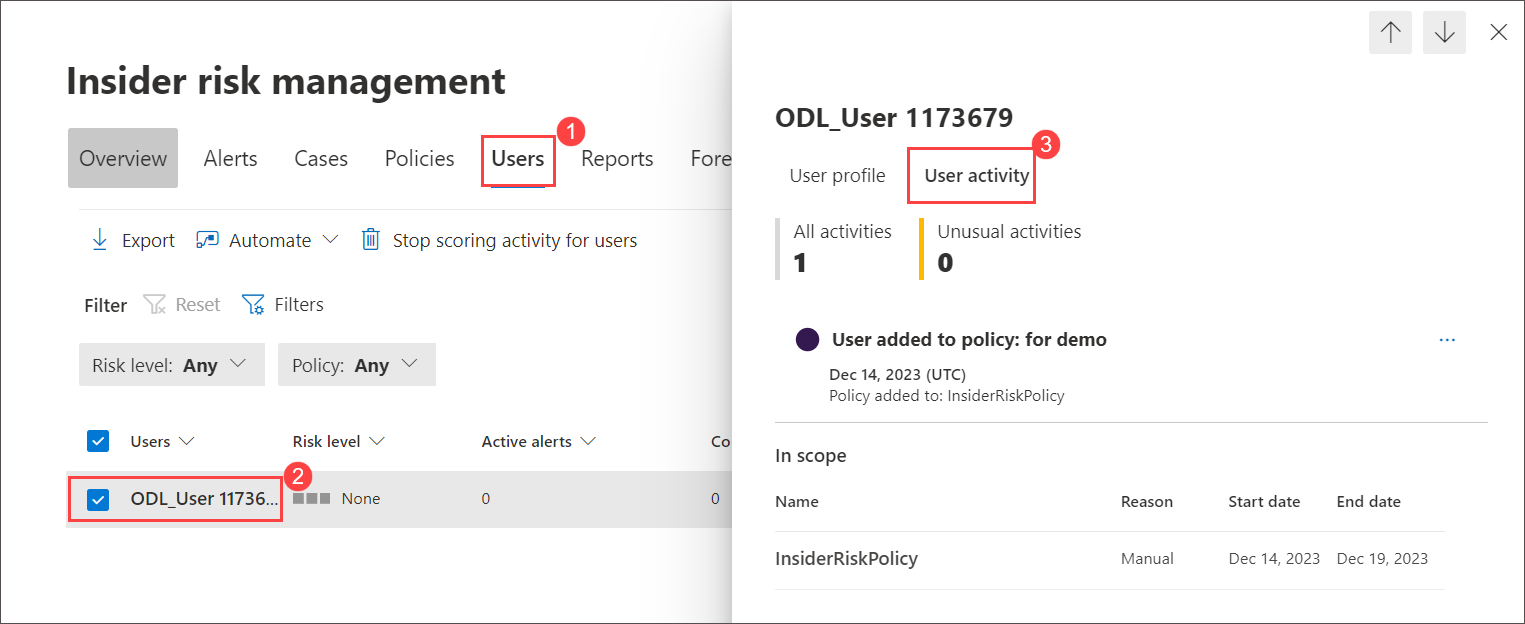 Insider risk management
Overview Alerts Cases Policies Users 1 Reports Fore
Export Automate Stop scoring activity for users
Filter Reset Filters
Risk level: Any Policy: Any
Users Risk level Active alerts Co
ODL_User 11736... 2 None 0 0
ODL_User 1173679
User profile User activity 3
All activities Unusual activities
1 0
User added to policy: for demo ...
Dec 14, 2023 (UTC)
Policy added to: InsiderRiskPolicy
In scope
Name Reason Start date End date
InsiderRiskPolicy Manual Dec 14, 2023 Dec 19, 2023